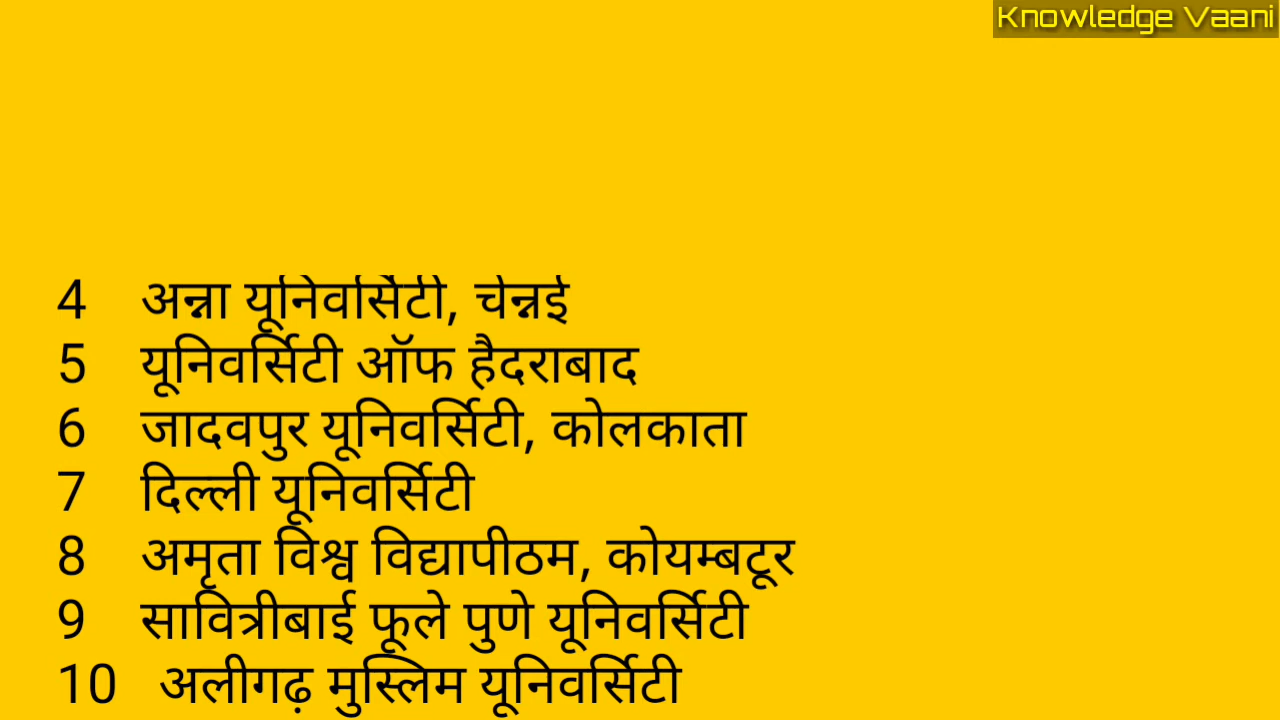 Knowledge Vaani
4 अन्ना यूनिवर्सिटी, चेन्नई
5 यूनिवर्सिटी ऑफ हैदराबाद
6 जादवपुर यूनिवर्सिटी, कोलकाता
7 दिल्ली यूनिवर्सिटी
8 अमृता विश्व विद्यापीठम, कोयम्बटूर
9 सावित्रीबाई फूले पुणे यूनिवर्सिटी
10 अलीगढ़ मुस्लिम यूनिवर्सिटी